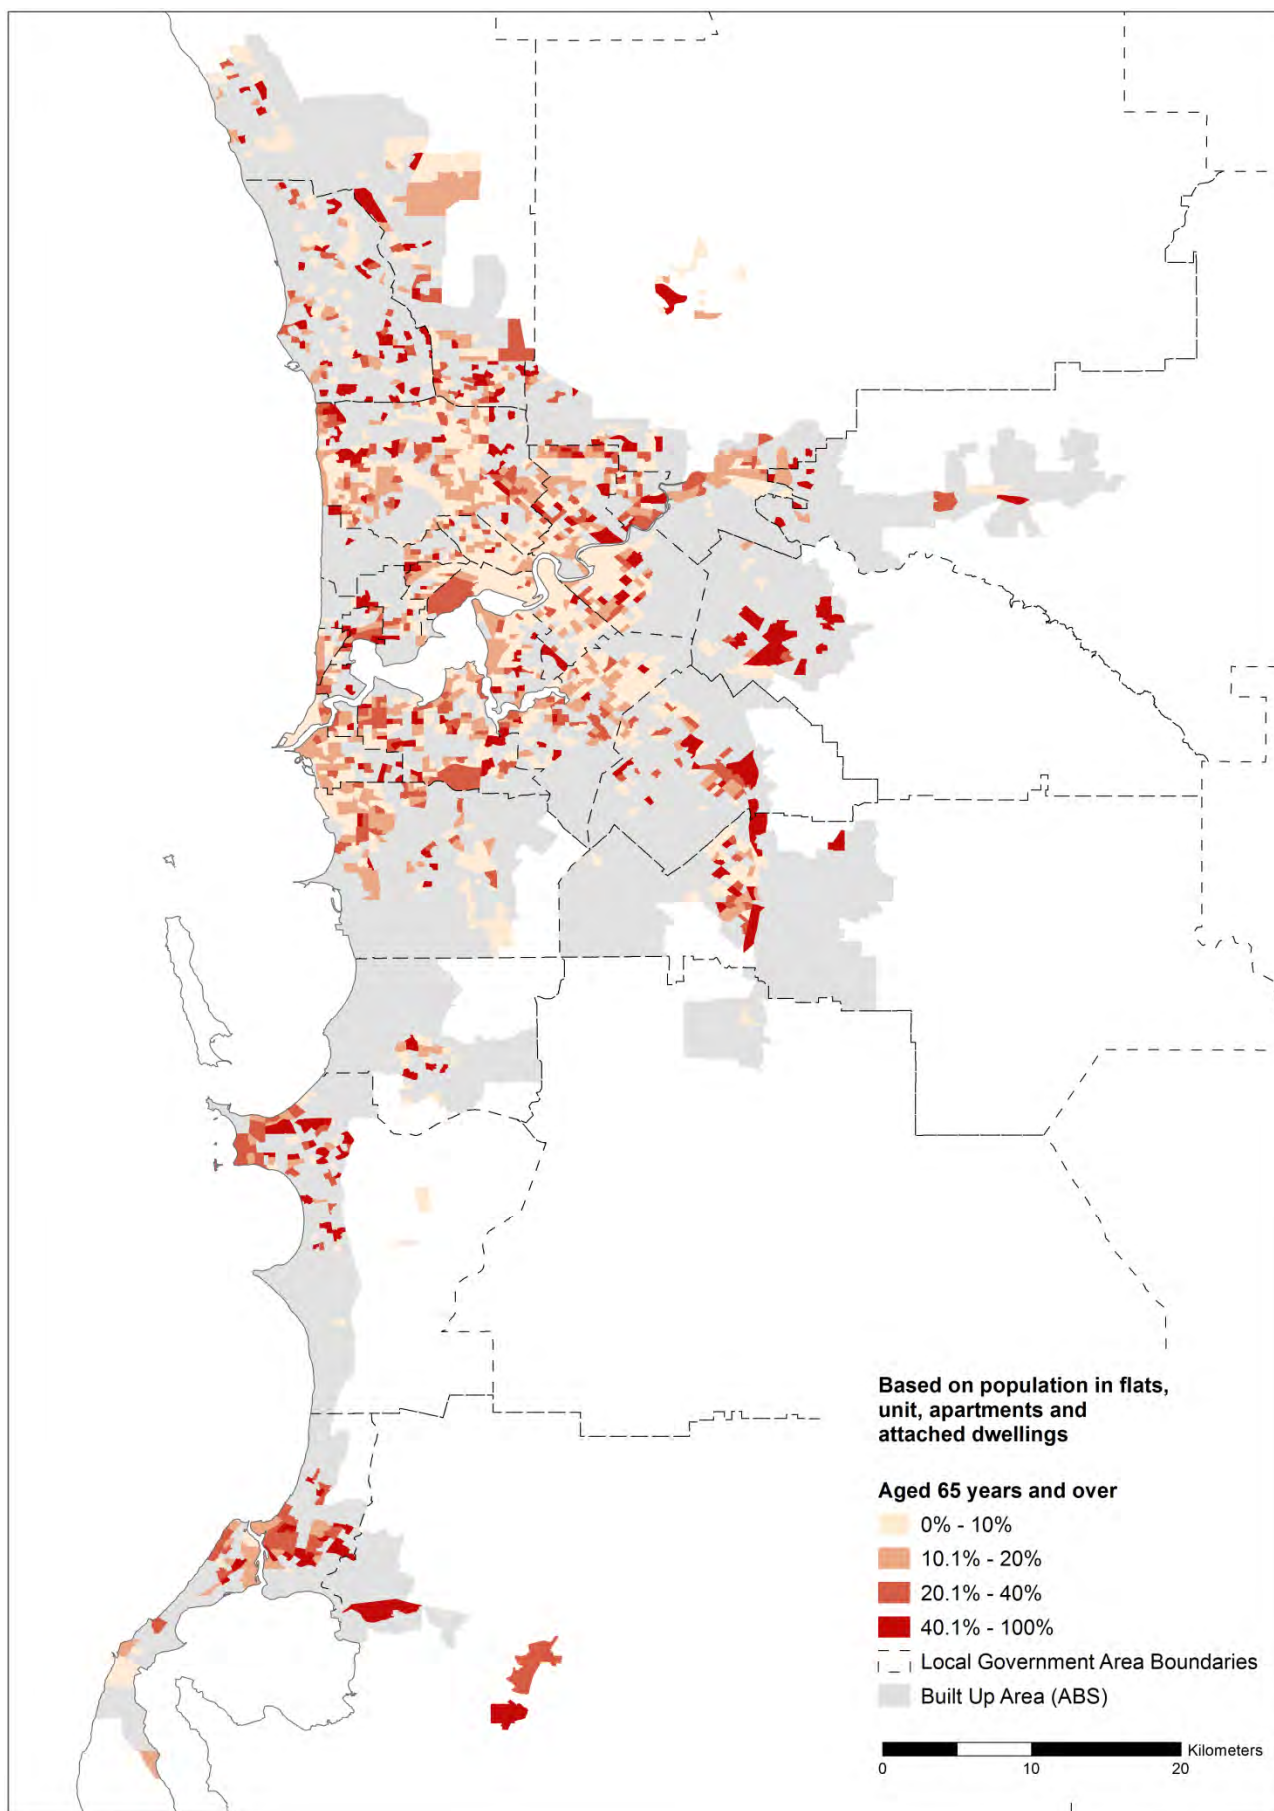 Based on population in flats,
unit, apartments and
attached dwellings
Aged 65 years and over
0% - 10%
10.1% - 20%
20.1% - 40%
40.1% - 100%
Local Government Area Boundaries
Built Up Area (ABS)
Kilometers
0 10 20